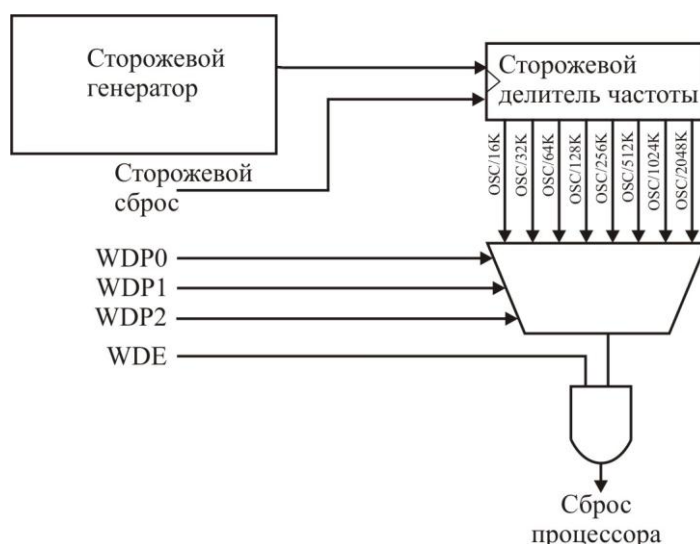 Сторожевой
генератор
Сторожевой
делитель частоты
OSC/16K
OSC/32K
OSC/64K
OSC/128K
OSC/256K
OSC/512K
OSC/1024K
OSC/2048K
Сторожевой
сброс
WDP0
WDP1
WDP2
WDE
Сброс
процессора